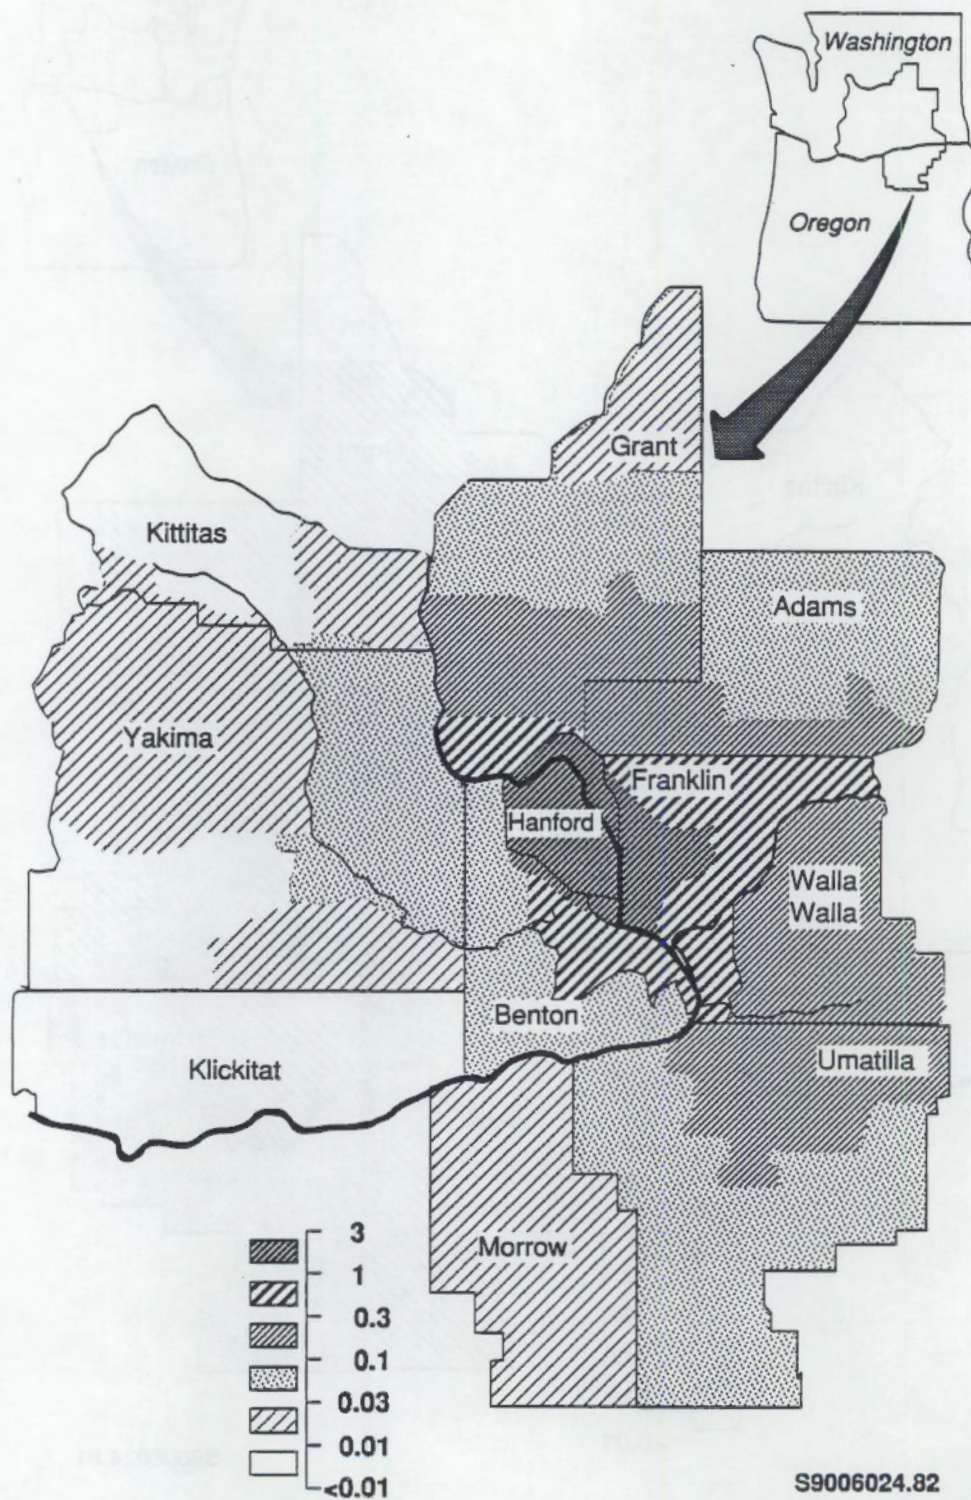 Washington
Oregon
Grant
Kittitas
Adams
Yakima
Franklin
Hanford
Walla
Walla
Benton
Klickitat
Umatilla
Morrow
3
1
0.3
0.1
0.03
0.01
<0.01
S9006024.82